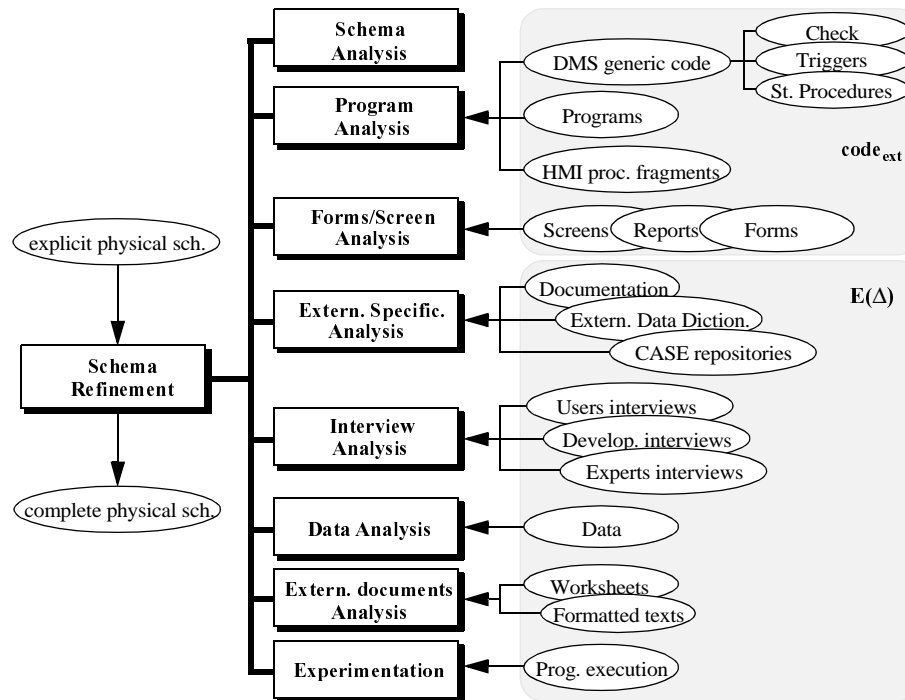 Schema
Analysis
Check
DMS generic code
Triggers
St. Procedures
Program
Analysis
Programs
code_ext
HMI proc. fragments
Forms/Screen
Analysis
Screens
Reports
Forms
explicit physical sch.
Documentation
E(Δ)
Extern. Specific.
Analysis
Extern. Data Diction.
CASE repositories
Schema
Refinement
Users interviews
Interview
Analysis
Develop. interviews
Experts interviews
complete physical sch.
Data Analysis
Data
Extern. documents
Analysis
Worksheets
Formatted texts
Experimentation
Prog. execution